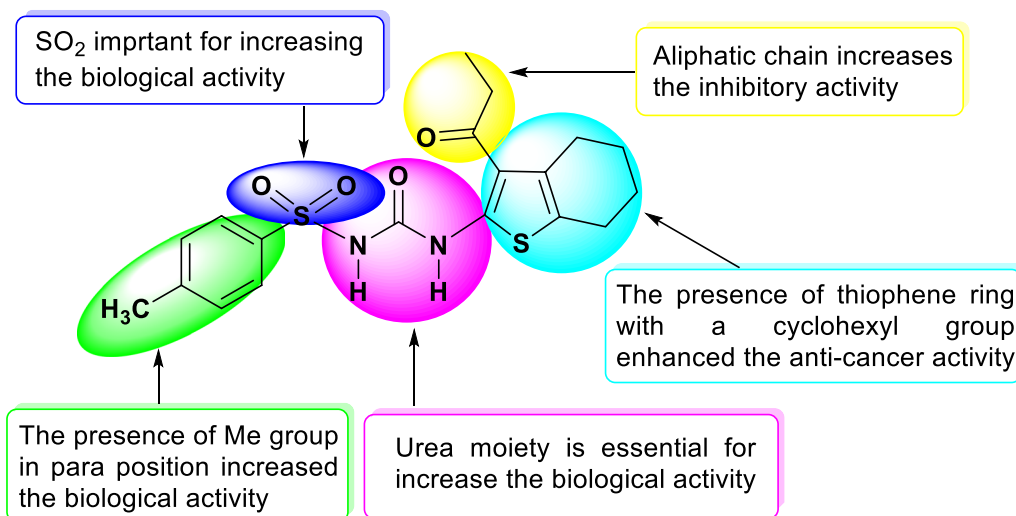 SO2 imprtant for increasing
the biological activity
Aliphatic chain increases
the inhibitory activity
O
O
O
O
S
N
N
H
H
S
H3C
The presence of thiophene ring
with a cyclohexyl group
enhanced the anti-cancer activity
The presence of Me group
in para position increased
the biological activity
Urea moiety is essential for
increase the biological activity